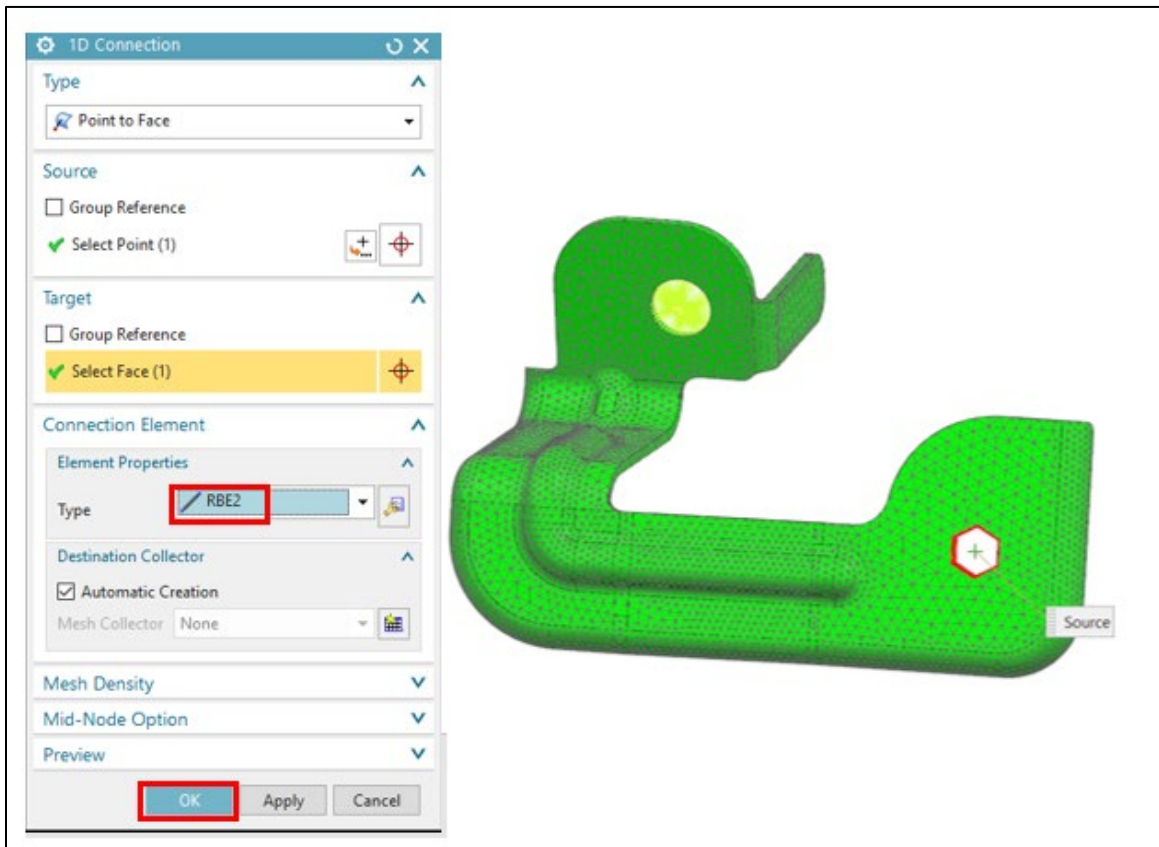 1D Connection
Type
Point to Face
Source
Group Reference
Select Point (1)
Target
Group Reference
Select Face (1)
Connection Element
Element Properties
Type RBE2
Destination Collector
Automatic Creation
Mesh Collector None
Mesh Density
Mid-Node Option
Preview
OK Apply Cancel
Source